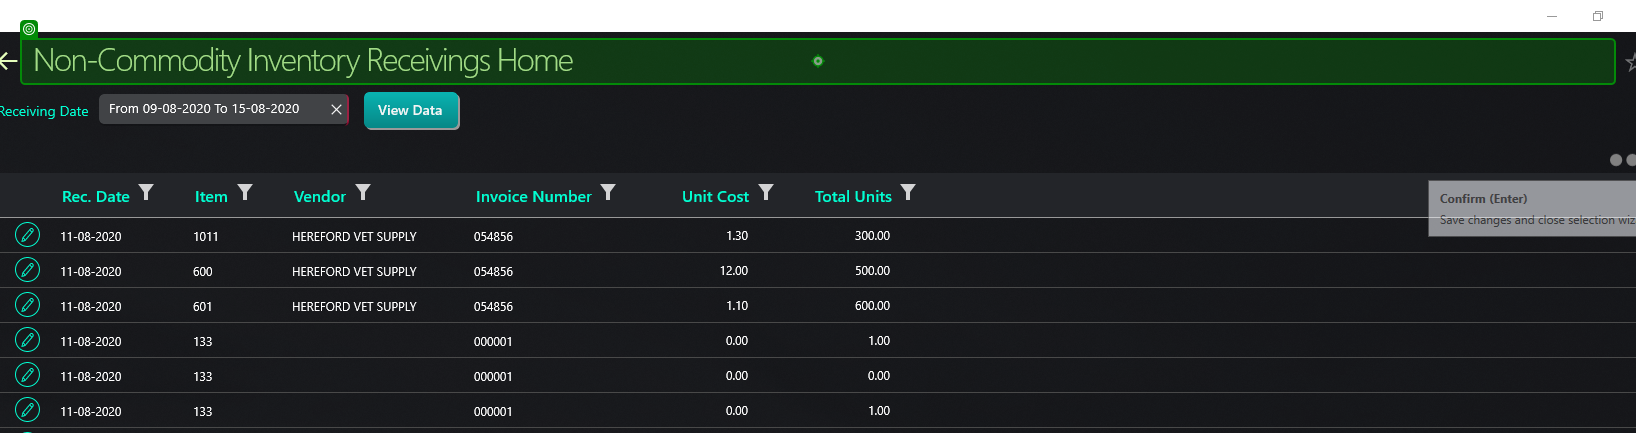 Non-Commodity Inventory Receivings Home
Receiving Date From 09-08-2020 To 15-08-2020 View Data
Rec. Date Item Vendor Invoice Number Unit Cost Total Units
Confirm (Enter)
Save changes and close selection wiz
11-08-2020 1011 HEREFORD VET SUPPLY 054856 1.30 300.00
11-08-2020 600 HEREFORD VET SUPPLY 054856 12.00 500.00
11-08-2020 601 HEREFORD VET SUPPLY 054856 1.10 600.00
11-08-2020 133 000001 0.00 1.00
11-08-2020 133 000001 0.00 0.00
11-08-2020 133 000001 0.00 1.00